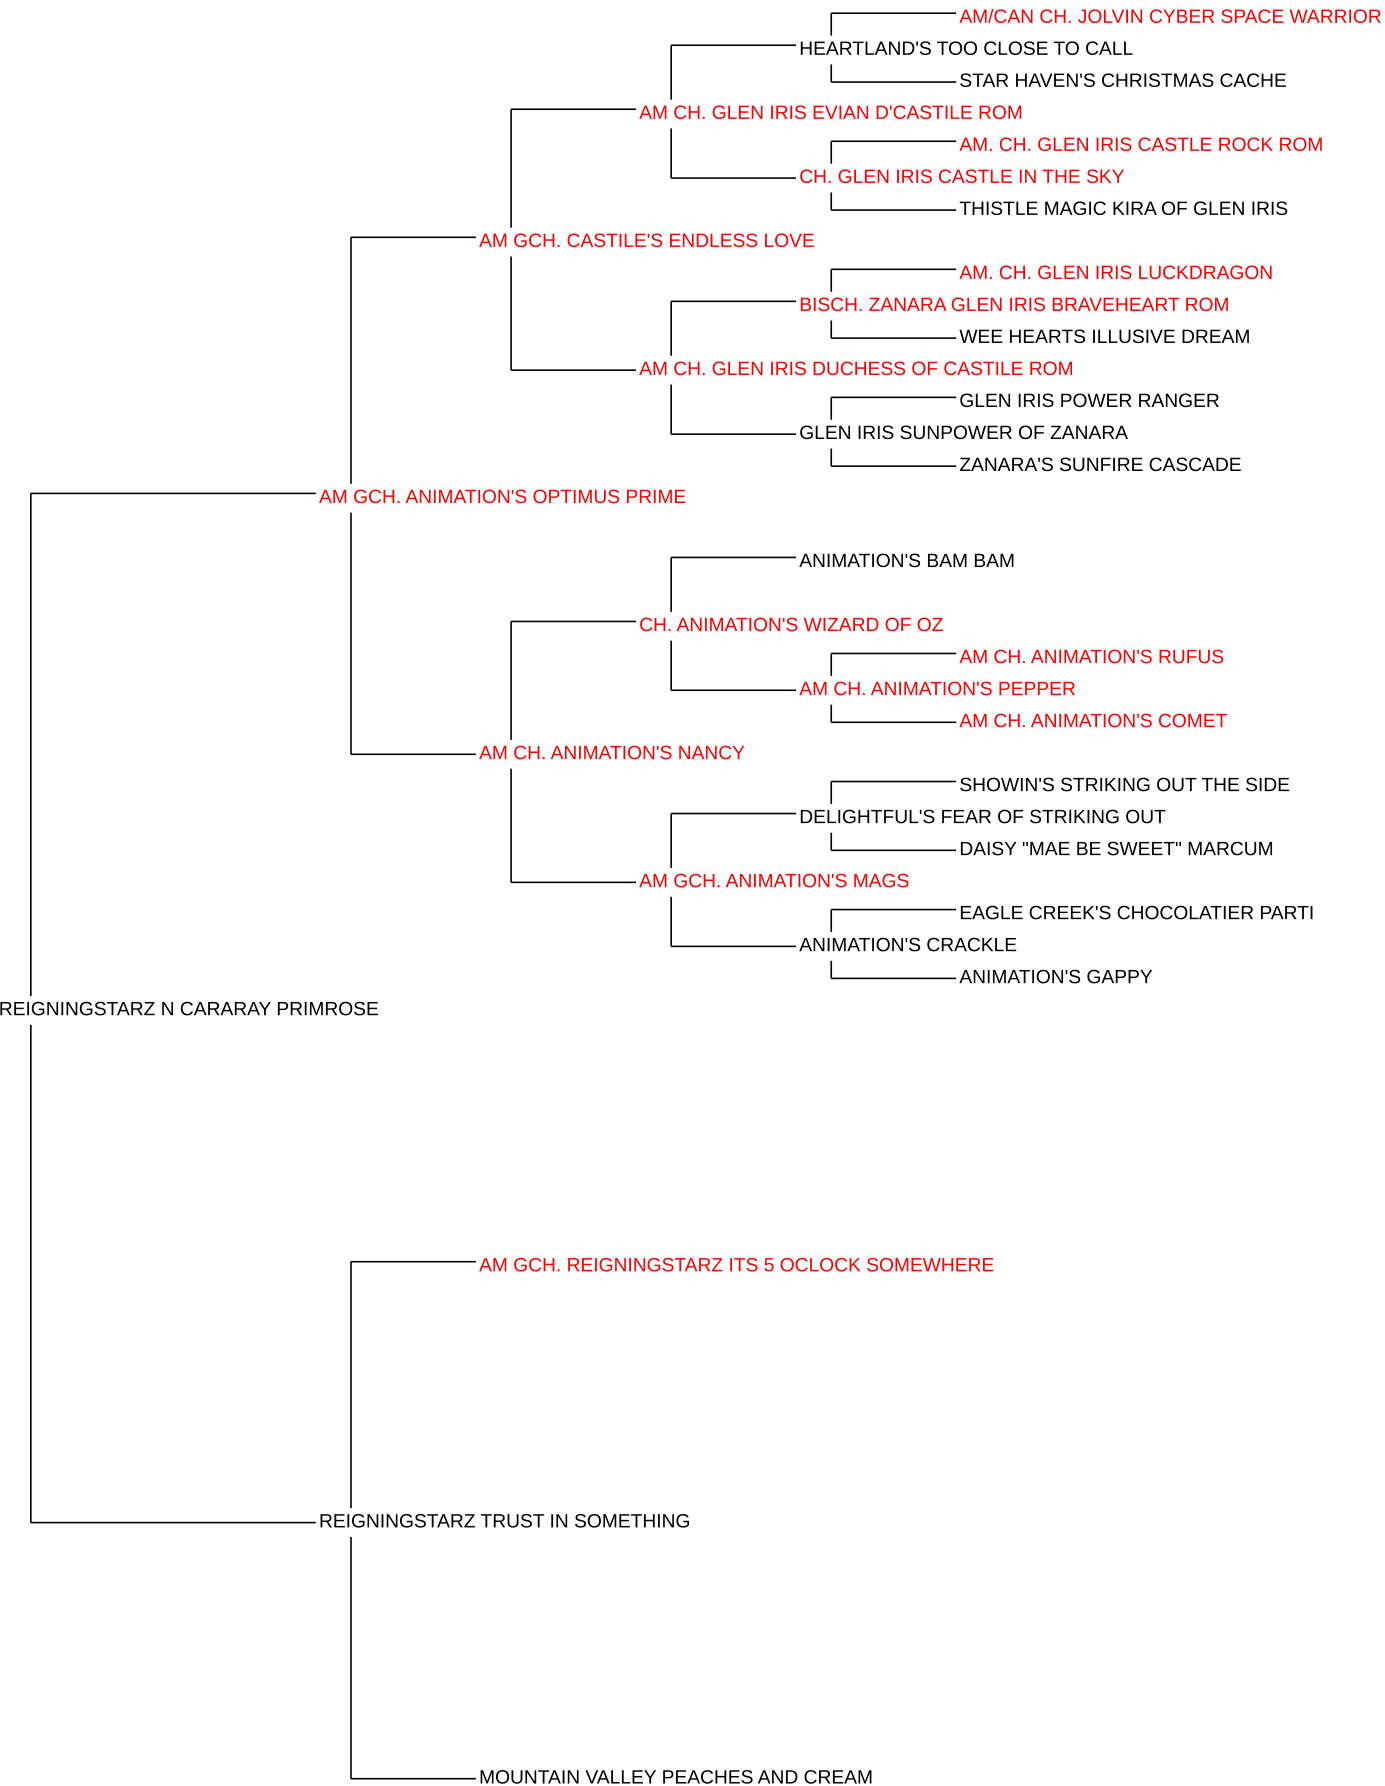 AM/CAN CH. JOLVIN CYBER SPACE WARRIOR
HEARTLAND'S TOO CLOSE TO CALL
STAR HAVEN'S CHRISTMAS CACHE
AM CH. GLEN IRIS EVIAN D'CASTILE ROM
AM. CH. GLEN IRIS CASTLE ROCK ROM
CH. GLEN IRIS CASTLE IN THE SKY
THISTLE MAGIC KIRA OF GLEN IRIS
AM GCH. CASTILE'S ENDLESS LOVE
AM. CH. GLEN IRIS LUCKDRAGON
BISCH. ZANARA GLEN IRIS BRAVEHEART ROM
WEE HEARTS ILLUSIVE DREAM
AM CH. GLEN IRIS DUCHESS OF CASTILE ROM
GLEN IRIS POWER RANGER
GLEN IRIS SUNPOWER OF ZANARA
ZANARA'S SUNFIRE CASCADE
AM GCH. ANIMATION'S OPTIMUS PRIME
ANIMATION'S BAM BAM
CH. ANIMATION'S WIZARD OF OZ
AM CH. ANIMATION'S RUFUS
AM CH. ANIMATION'S PEPPER
AM CH. ANIMATION'S COMET
AM CH. ANIMATION'S NANCY
SHOWIN'S STRIKING OUT THE SIDE
DELIGHTFUL'S FEAR OF STRIKING OUT
DAISY "MAE BE SWEET" MARCUM
AM GCH. ANIMATION'S MAGS
EAGLE CREEK'S CHOCOLATIER PARTI
ANIMATION'S CRACKLE
ANIMATION'S GAPPY
REIGNINGSTARZ N CARARAY PRIMROSE
AM GCH. REIGNINGSTARZ ITS 5 OCLOCK SOMEWHERE
REIGNINGSTARZ TRUST IN SOMETHING
MOUNTAIN VALLEY PEACHES AND CREAM